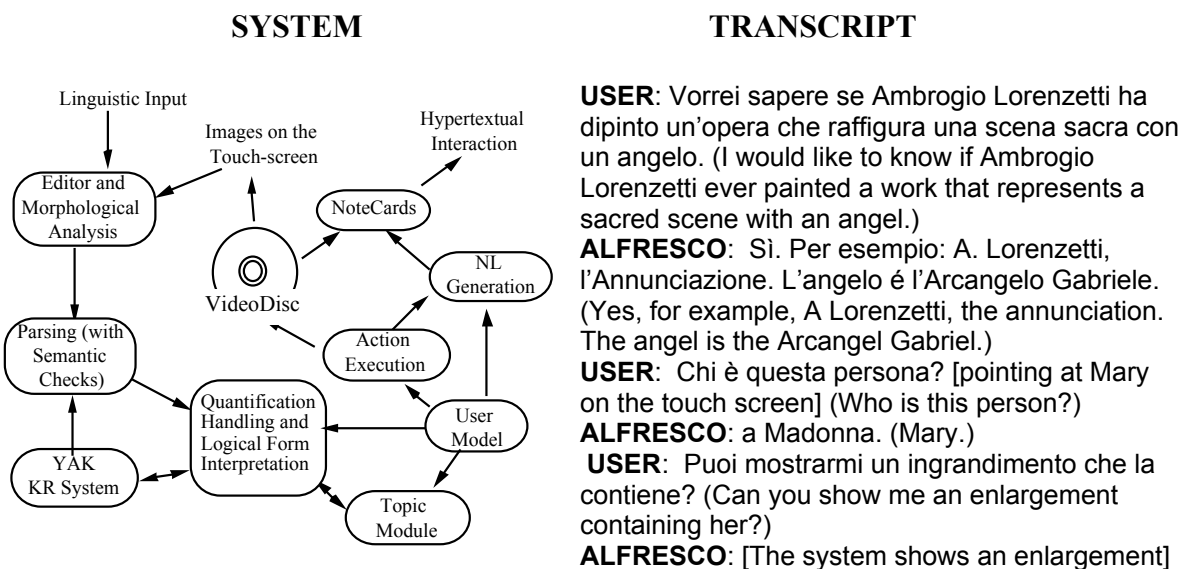 SYSTEM
Linguistic Input
Images on the
Touch-screen
Hypertextual
Interaction
Editor and
Morphological
Analysis
NoteCards
VideoDisc
NL
Generation
Parsing (with
Semantic
Checks)
Action
Execution
Quantification
Handling and
Logical Form
Interpretation
User
Model
YAK
KR System
Topic
Module
TRANSCRIPT
USER: Vorrei sapere se Ambrogio Lorenzetti ha
dipinto un’opera che raffigura una scena sacra con
un angelo. (I would like to know if Ambrogio
Lorenzetti ever painted a work that represents a
sacred scene with an angel.)
ALFRESCO: Sì. Per esempio: A. Lorenzetti,
l’Annunciazione. L’angelo é l’Arcangelo Gabriele.
(Yes, for example, A Lorenzetti, the annunciation.
The angel is the Arcangel Gabriel.)
USER: Chi è questa persona? [pointing at Mary
on the touch screen] (Who is this person?)
ALFRESCO: a Madonna. (Mary.)
USER: Puoi mostrarmi un ingrandimento che la
contiene? (Can you show me an enlargement
containing her?)
ALFRESCO: [The system shows an enlargement]